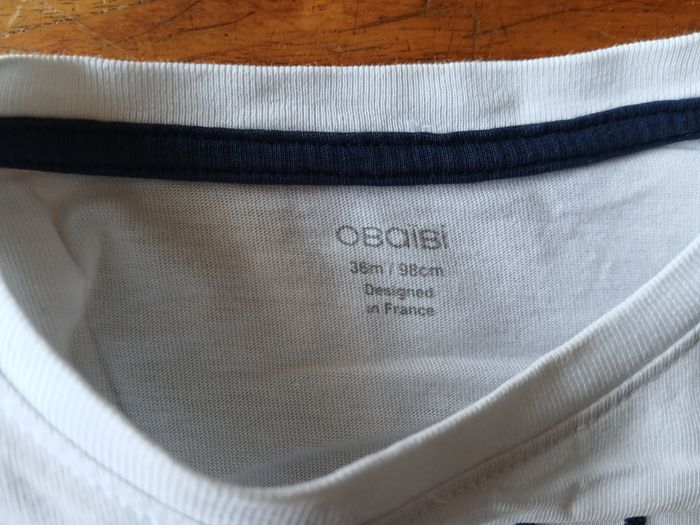 OBaiBi
36m / 98cm
Designed
in France